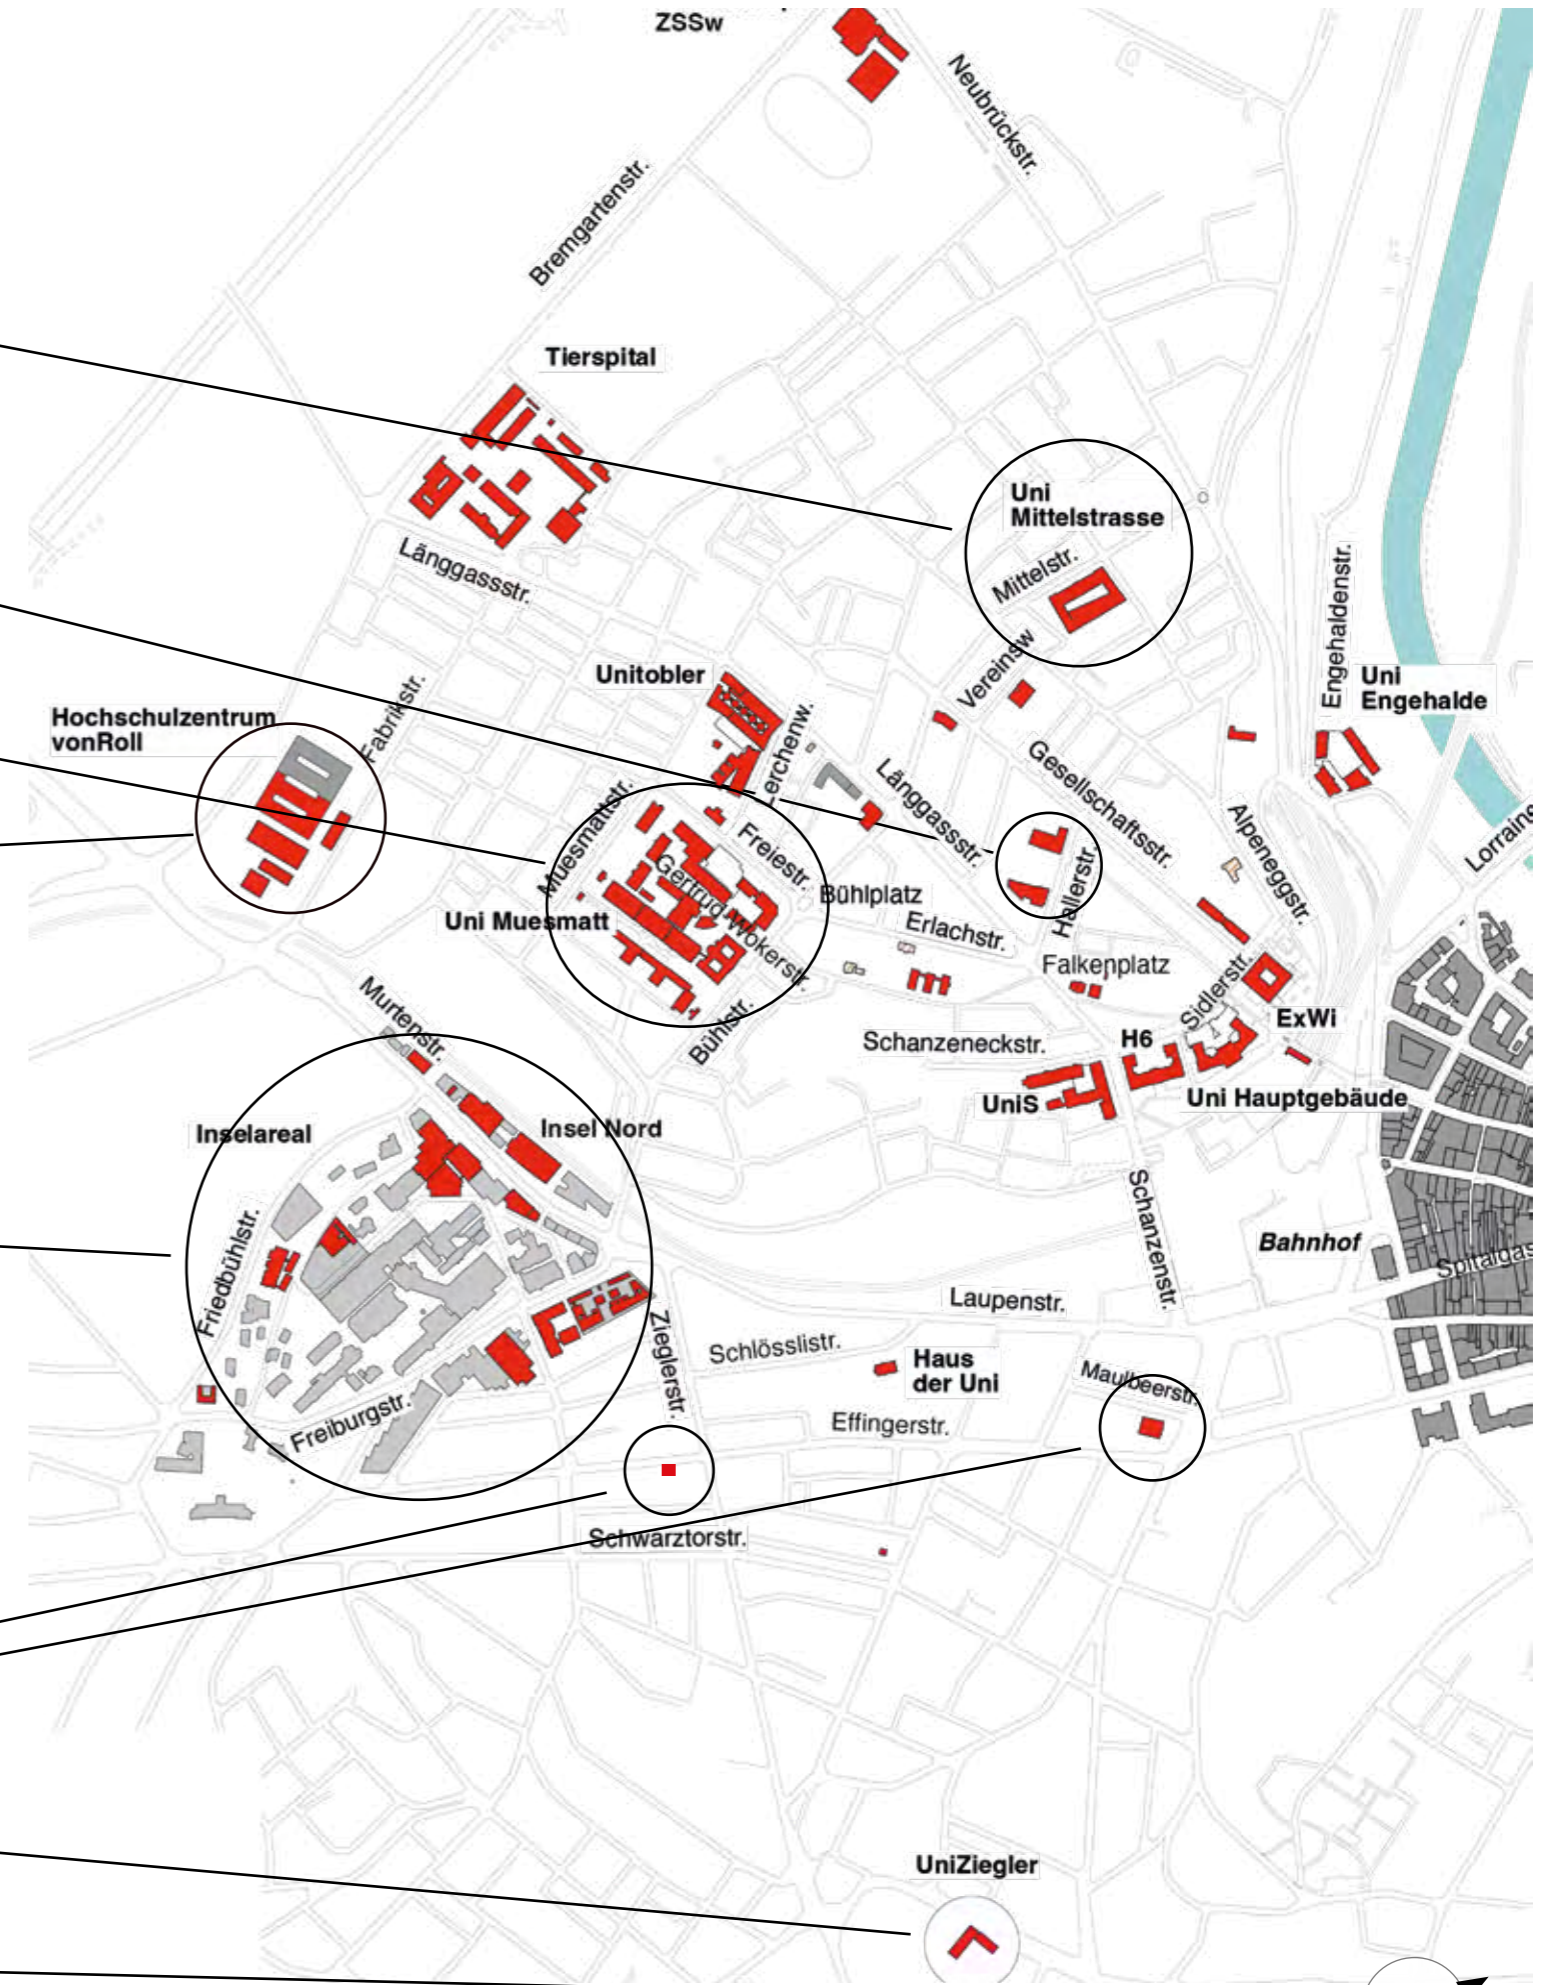 ZSSw
Neubrückstr.
Bremgartenstr.
Tierspital
Uni
Mittelstrasse
Mittelstr.
Länggassstr.
Engehaldenstr.
Vereinsw
Unitobler
Uni
Engehalde
Fabrikstr.
Hochschulzentrum
vonRoll
Lerchenw.
Gesellschaftsstr.
Länggassstr.
Muesmattstr.
Alpeneggstr.
Lorraine
Freiestr.
Hallerstr.
Gertrud-Wokerstr.
Bühlplatz
Uni Muesmatt
Erlachstr.
Falkenplatz
Sidlerstr.
Murtenstr.
ExWi
Bühlstr.
Schanzeneckstr.
H6
UniS
Uni Hauptgebäude
Inselareal
Insel Nord
Schanzenstr.
Friedbühlstr.
Bahnhof
Spitalgas
Laupenstr.
Zieglerstr.
Schlösslistr.
Haus
der Uni
Maulbeerstr.
Freiburgstr.
Effingerstr.
Schwarztorstr.
UniZiegler